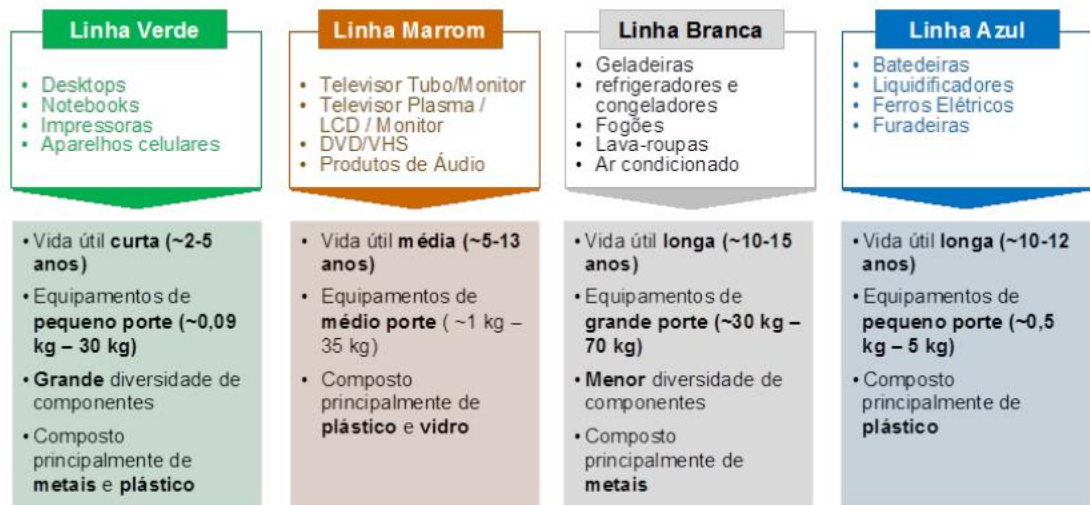 Linha Verde
• Desktops
• Notebooks
• Impressoras
• Aparelhos celulares
• Vida útil curta (~2-5
anos)
• Equipamentos de
pequeno porte (~0,09
kg – 30 kg)
• Grande diversidade de
componentes
• Composto
principalmente de
metais e plástico
Linha Marrom
• Televisor Tubo/Monitor
• Televisor Plasma /
LCD / Monitor
• DVD/VHS
• Produtos de Áudio
• Vida útil média (~5-13
anos)
• Equipamentos de
médio porte ( ~1 kg –
35 kg)
• Composto
principalmente de
plástico e vidro
Linha Branca
• Geladeiras
• refrigeradores e
congeladores
• Fogões
• Lava-roupas
• Ar condicionado
• Vida útil longa (~10-15
anos)
• Equipamentos de
grande porte (~30 kg –
70 kg)
• Menor diversidade de
componentes
• Composto
principalmente de
metais
Linha Azul
• Batedeiras
• Liquidificadores
• Ferros Elétricos
• Furadeiras
• Vida útil longa (~10-12
anos)
• Equipamentos de
pequeno porte (~0,5
kg – 5 kg)
• Composto
principalmente de
plástico